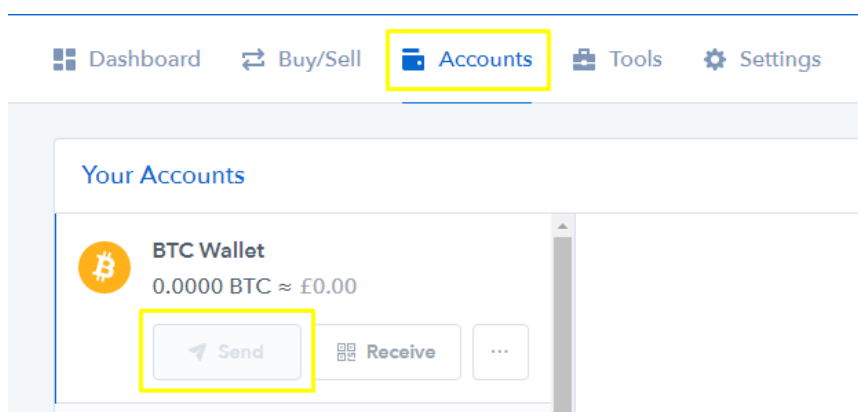 Dashboard Buy/Sell Accounts Tools Settings
Your Accounts
BTC Wallet
0.0000 BTC ≈ £0.00
Send Receive ...